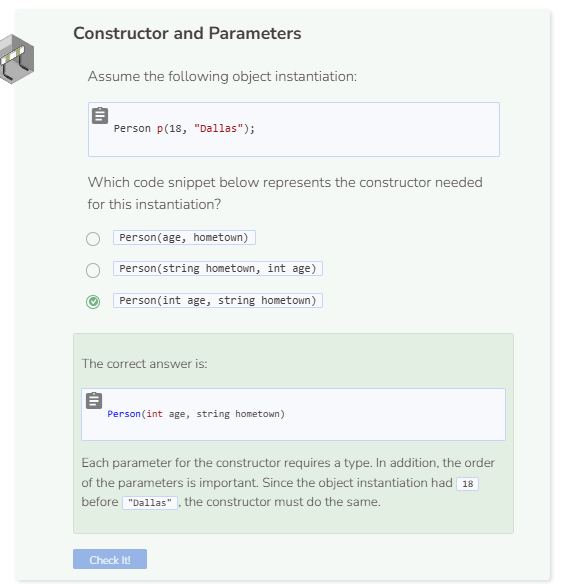 Constructor and Parameters
Assume the following object instantiation:
Person p(18, "Dallas");
Which code snippet below represents the constructor needed
for this instantiation?
Person(age, hometown)
Person(string hometown, int age)
Person(int age, string hometown)
The correct answer is:
Person(int age, string hometown)
Each parameter for the constructor requires a type. In addition, the order
of the parameters is important. Since the object instantiation had 18
before "Dallas", the constructor must do the same.
Check It!